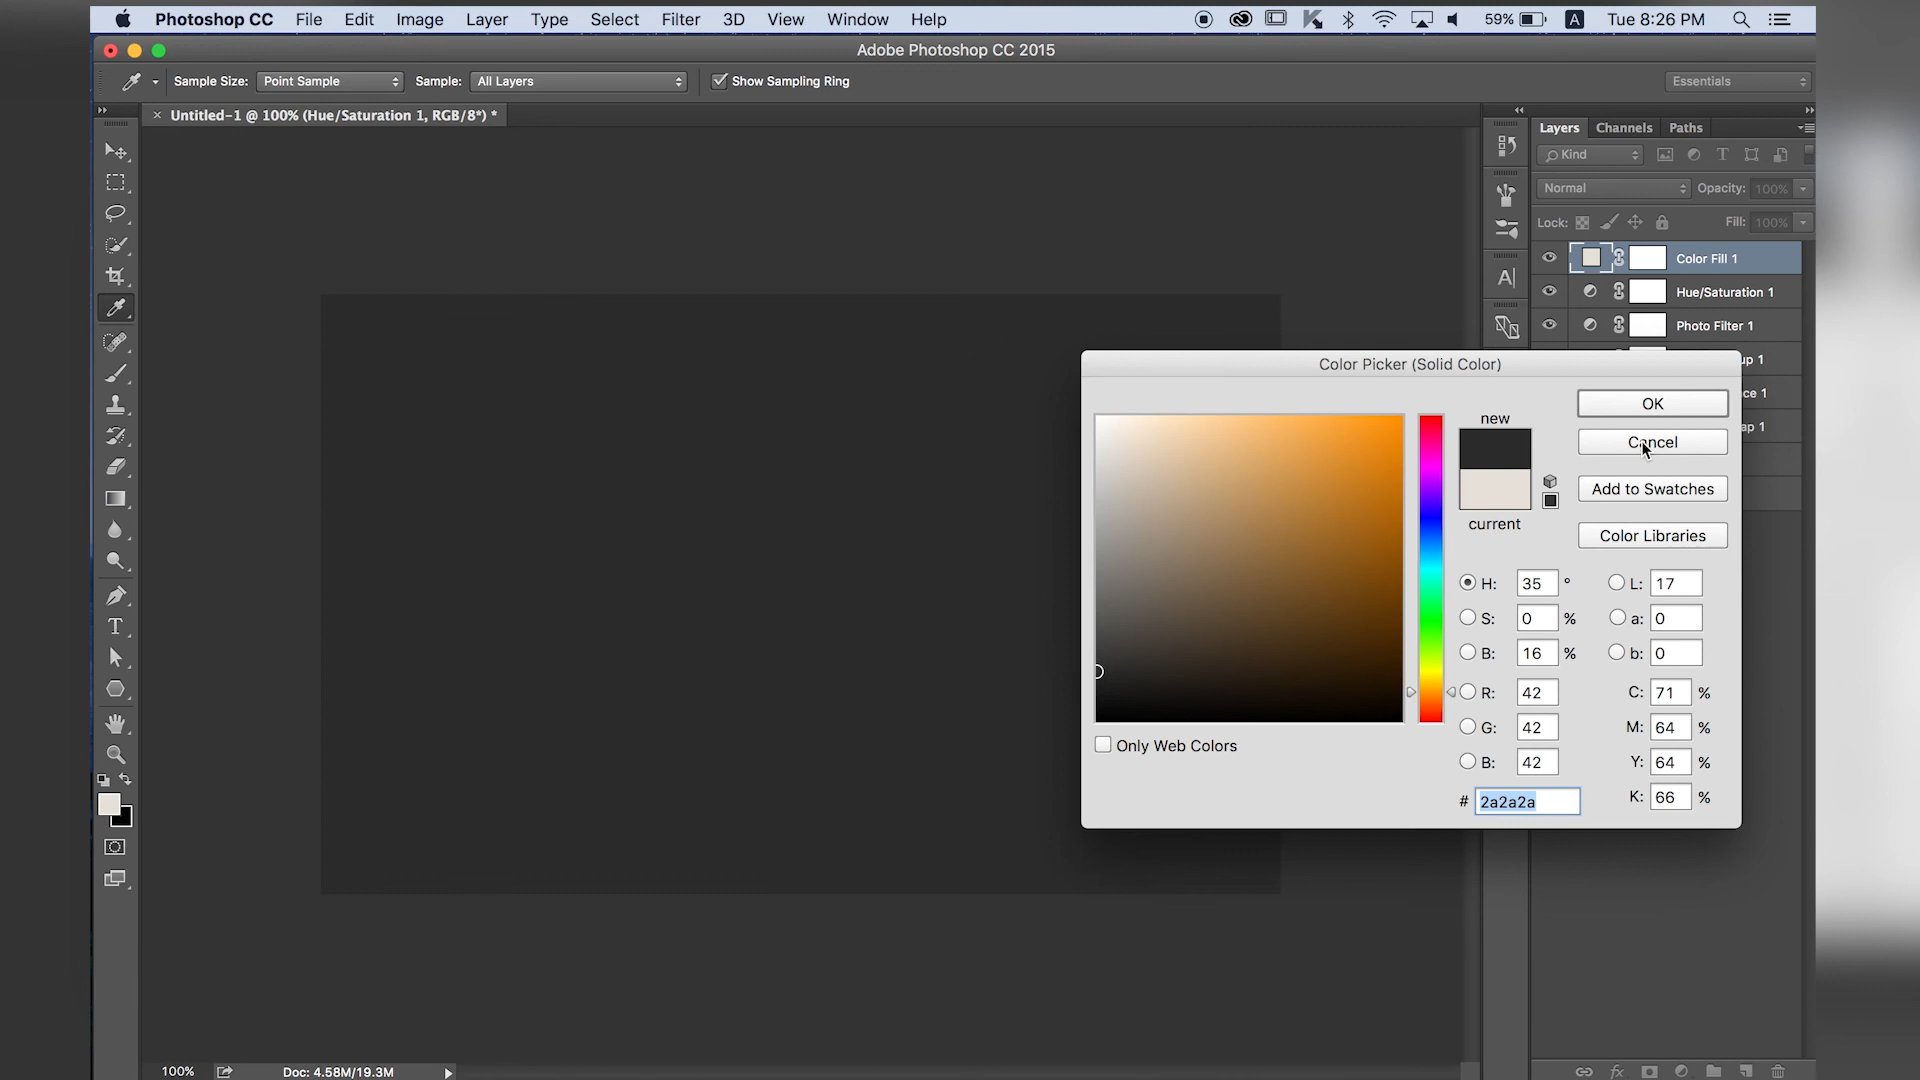 Photoshop CC File Edit Image Layer Type Select Filter 3D View Window Help 59% A Tue 8:26 PM
Adobe Photoshop CC 2015
Sample Size: Point Sample Sample: All Layers Show Sampling Ring Essentials
× Untitled-1 @ 100% (Hue/Saturation 1, RGB/8*) *
Layers Channels Paths
Kind
Normal Opacity: 100%
Lock: Fill: 100%
Color Fill 1
Hue/Saturation 1
Photo Filter 1
up 1
ce 1
ap 1
Color Picker (Solid Color)
OK
new
Cancel
Add to Swatches
current
Color Libraries
H: 35 ° L: 17
S: 0 % a: 0
B: 16 % b: 0
R: 42 C: 71 %
G: 42 M: 64 %
B: 42 Y: 64 %
# 2a2a2a K: 66 %
Only Web Colors
100% Doc: 4.58M/19.3M
fx